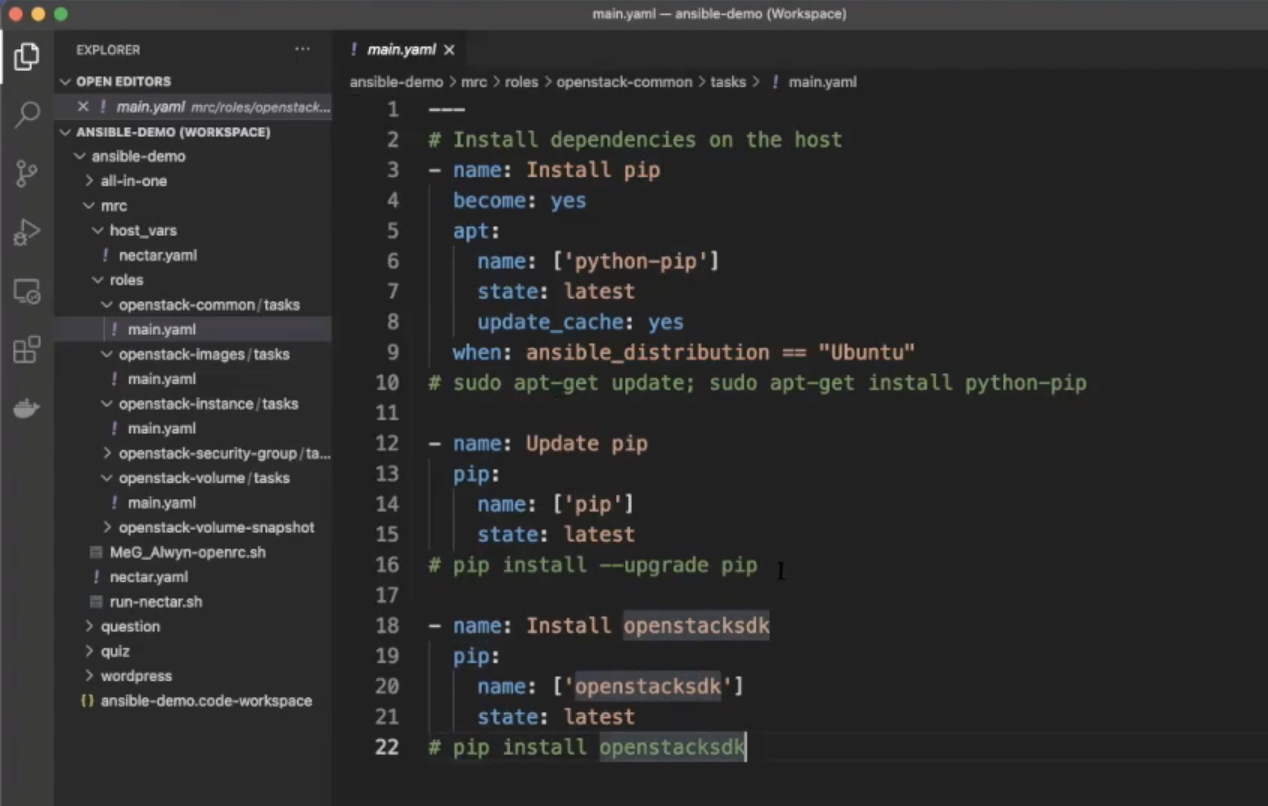 main.yaml — ansible-demo (Workspace)
EXPLORER
OPEN EDITORS
! main.yaml mrc/roles/openstack...
ANSIBLE-DEMO (WORKSPACE)
ansible-demo
all-in-one
mrc
host_vars
! nectar.yaml
roles
openstack-common/tasks
! main.yaml
openstack-images/tasks
! main.yaml
openstack-instance/tasks
! main.yaml
openstack-security-group/ta...
openstack-volume/tasks
! main.yaml
openstack-volume-snapshot
MeG_Alwyn-openrc.sh
! nectar.yaml
run-nectar.sh
question
quiz
wordpress
{} ansible-demo.code-workspace
! main.yaml
ansible-demo > mrc > roles > openstack-common > tasks > ! main.yaml
1 ---
2 # Install dependencies on the host
3 - name: Install pip
4 become: yes
5 apt:
6 name: ['python-pip']
7 state: latest
8 update_cache: yes
9 when: ansible_distribution == "Ubuntu"
10 # sudo apt-get update; sudo apt-get install python-pip
11
12 - name: Update pip
13 pip:
14 name: ['pip']
15 state: latest
16 # pip install --upgrade pip
17
18 - name: Install openstacksdk
19 pip:
20 name: ['openstacksdk']
21 state: latest
22 # pip install openstacksdk